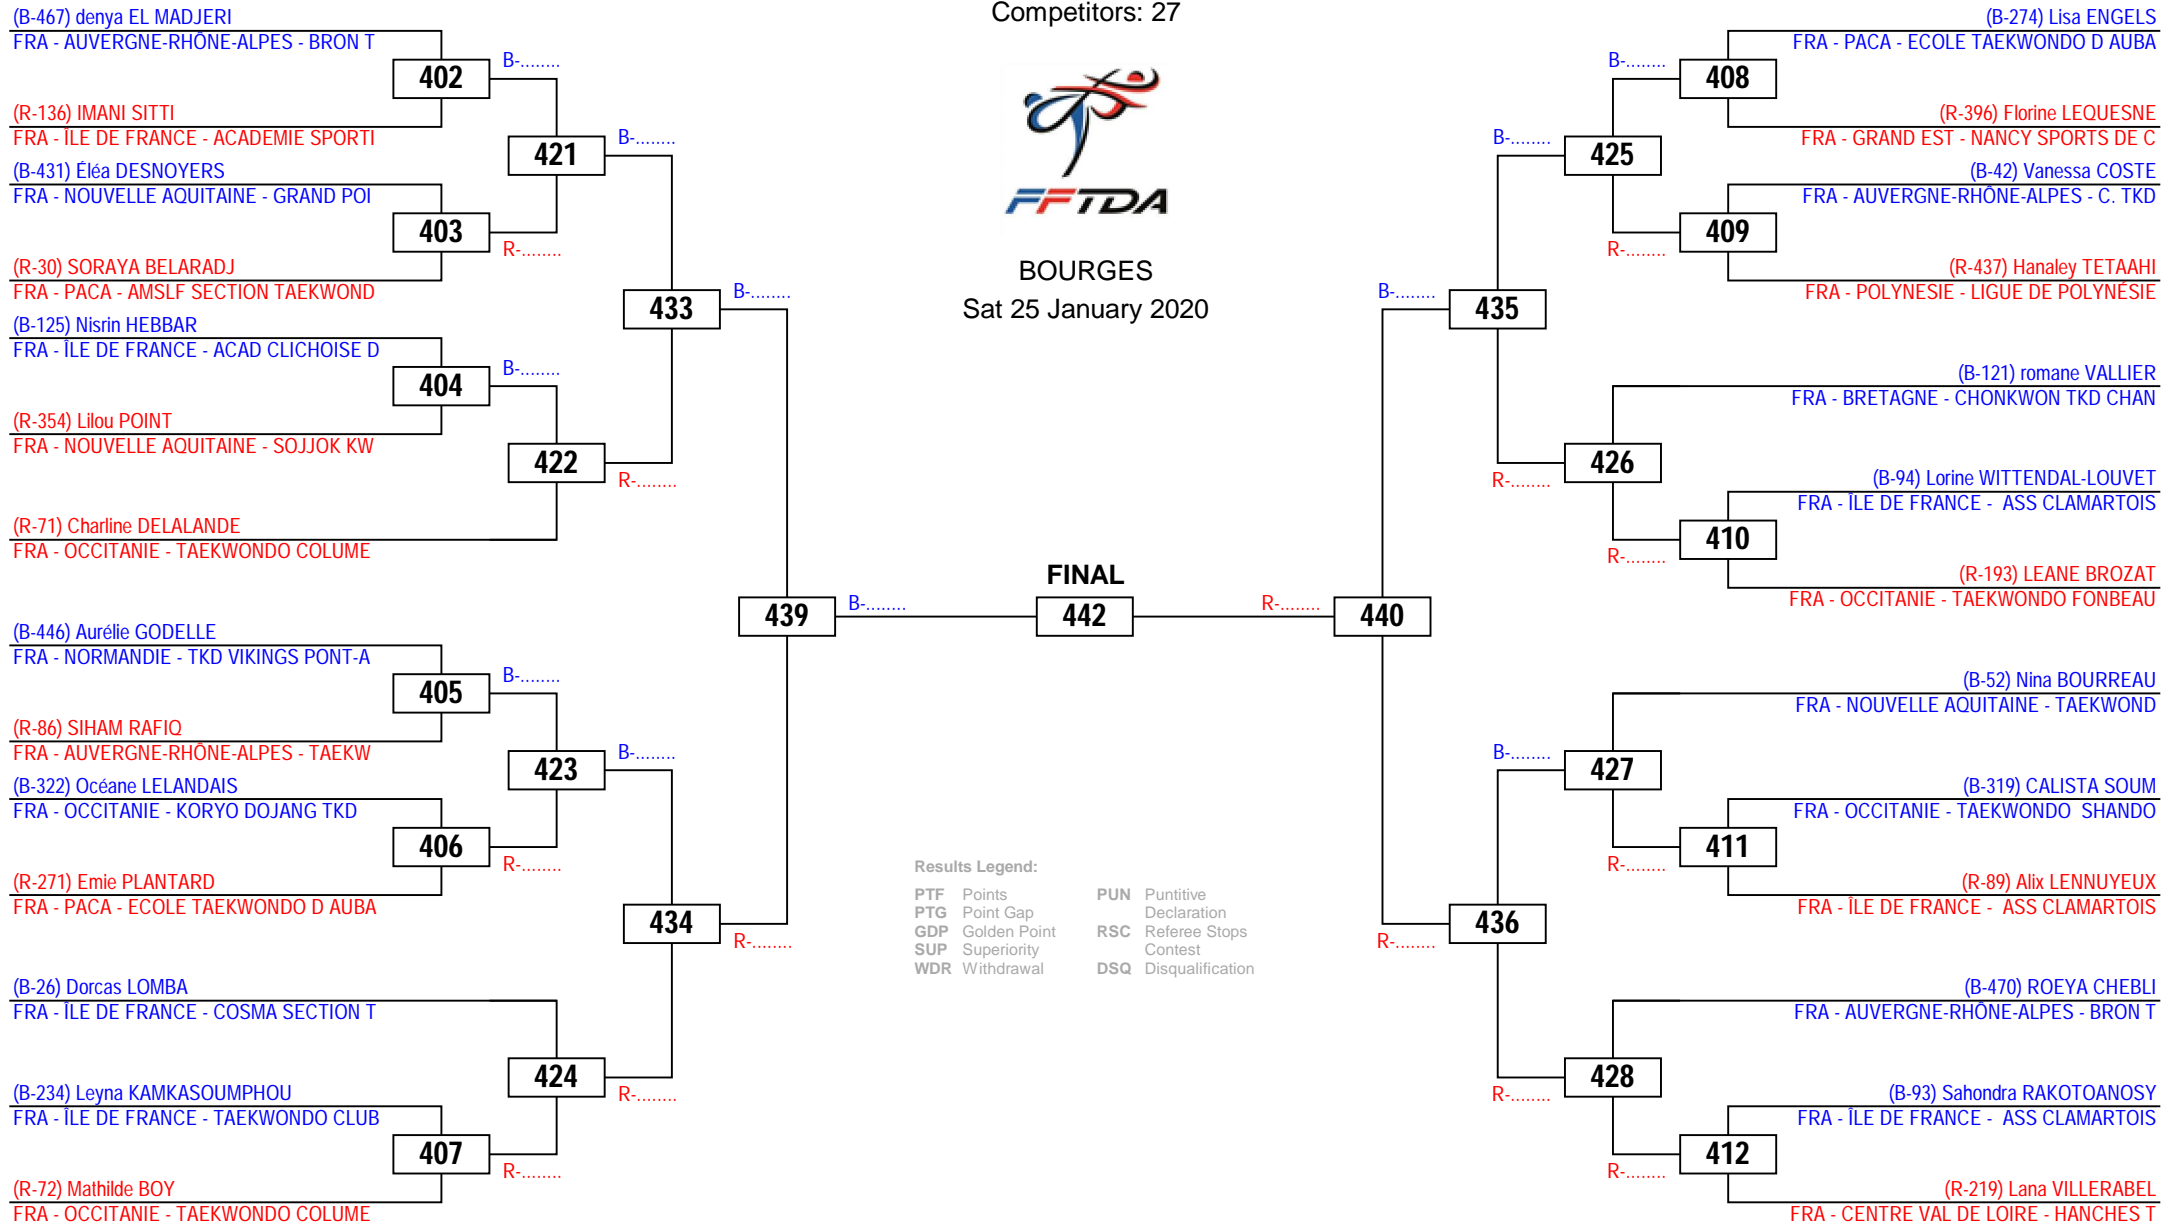 Competitors: 27
FFTDA
BOURGES
Sat 25 January 2020
(B-467) denya EL MADJERI
FRA - AUVERGNE-RHÔNE-ALPES - BRON T
402
B-........
(R-136) IMANI SITTI
FRA - ÎLE DE FRANCE - ACADEMIE SPORTI
421
B-........
(B-431) Éléa DESNOYERS
FRA - NOUVELLE AQUITAINE - GRAND POI
403
R-........
(R-30) SORAYA BELARADJ
FRA - PACA - AMSLF SECTION TAEKWOND
433
B-........
(B-125) Nisrin HEBBAR
FRA - ÎLE DE FRANCE - ACAD CLICHOISE D
404
B-........
(R-354) Lilou POINT
FRA - NOUVELLE AQUITAINE - SOJJOK KW
422
R-........
(R-71) Charline DELALANDE
FRA - OCCITANIE - TAEKWONDO COLUME
439
B-........
(B-446) Aurélie GODELLE
FRA - NORMANDIE - TKD VIKINGS PONT-A
405
B-........
(R-86) SIHAM RAFIQ
FRA - AUVERGNE-RHÔNE-ALPES - TAEKW
423
B-........
(B-322) Océane LELANDAIS
FRA - OCCITANIE - KORYO DOJANG TKD
406
R-........
(R-271) Emie PLANTARD
FRA - PACA - ECOLE TAEKWONDO D AUBA
434
R-........
(B-26) Dorcas LOMBA
FRA - ÎLE DE FRANCE - COSMA SECTION T
424
R-........
(B-234) Leyna KAMKASOUMPHOU
FRA - ÎLE DE FRANCE - TAEKWONDO CLUB
407
R-........
(R-72) Mathilde BOY
FRA - OCCITANIE - TAEKWONDO COLUME
FINAL
442
R-........
440
(B-274) Lisa ENGELS
FRA - PACA - ECOLE TAEKWONDO D AUBA
B-........
408
(R-396) Florine LEQUESNE
FRA - GRAND EST - NANCY SPORTS DE C
B-........
425
(B-42) Vanessa COSTE
FRA - AUVERGNE-RHÔNE-ALPES - C. TKD
R-........
409
(R-437) Hanaley TETAAHI
FRA - POLYNESIE - LIGUE DE POLYNÉSIE
B-........
435
(B-121) romane VALLIER
FRA - BRETAGNE - CHONKWON TKD CHAN
R-........
426
(B-94) Lorine WITTENDAL-LOUVET
FRA - ÎLE DE FRANCE - ASS CLAMARTOIS
R-........
410
(R-193) LEANE BROZAT
FRA - OCCITANIE - TAEKWONDO FONBEAU
(B-52) Nina BOURREAU
FRA - NOUVELLE AQUITAINE - TAEKWOND
B-........
427
(B-319) CALISTA SOUM
FRA - OCCITANIE - TAEKWONDO SHANDO
R-........
411
(R-89) Alix LENNUYEUX
FRA - ÎLE DE FRANCE - ASS CLAMARTOIS
R-........
436
(B-470) ROEYA CHEBLI
FRA - AUVERGNE-RHÔNE-ALPES - BRON T
R-........
428
(B-93) Sahondra RAKOTOANOSY
FRA - ÎLE DE FRANCE - ASS CLAMARTOIS
R-........
412
(R-219) Lana VILLERABEL
FRA - CENTRE VAL DE LOIRE - HANCHES T
Results Legend:
PTF Points
PTG Point Gap
GDP Golden Point
SUP Superiority
WDR Withdrawal
PUN Puntitive
Declaration
RSC Referee Stops
Contest
DSQ Disqualification